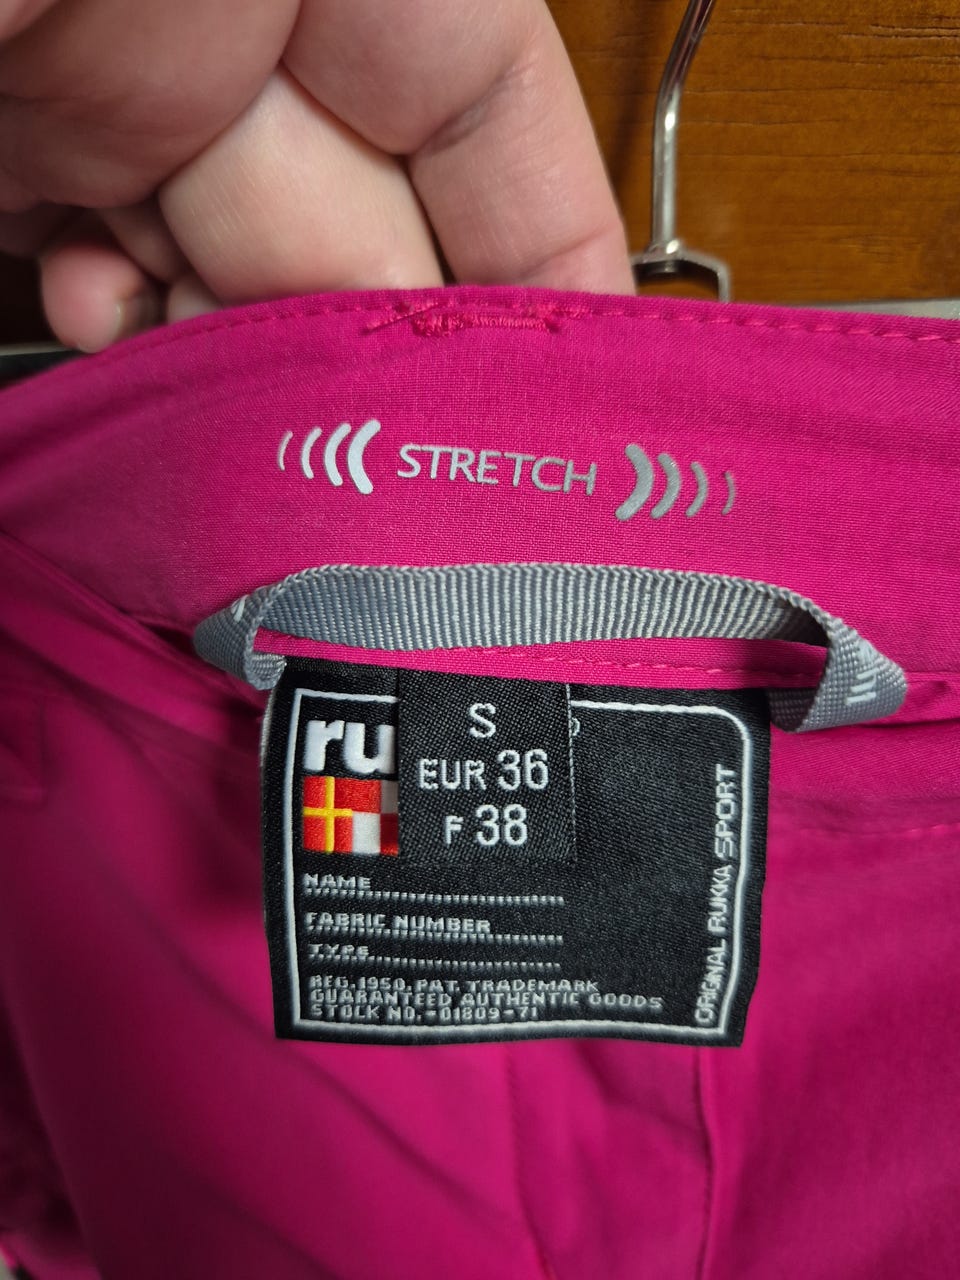 STRETCH
ru
S
EUR 36
F 38
NAME
FABRIC NUMBER
TYPE
REG. 1950. PAT. TRADEMARK
GUARANTEED AUTHENTIC GOODS
STOCK NO. -01809-71
ORIGINAL RUKKA SPORT